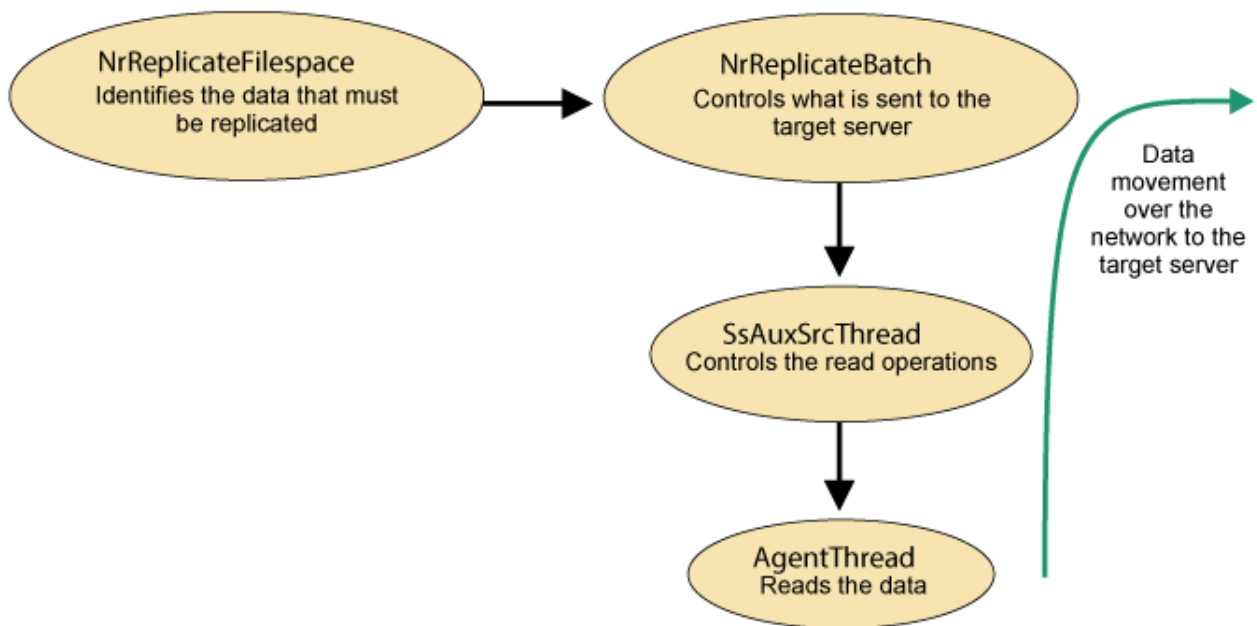 NrReplicateFilespace
Identifies the data that must
be replicated
NrReplicateBatch
Controls what is sent to the
target server
Data
movement
over the
network to the
target server
SsAuxSrcThread
Controls the read operations
AgentThread
Reads the data